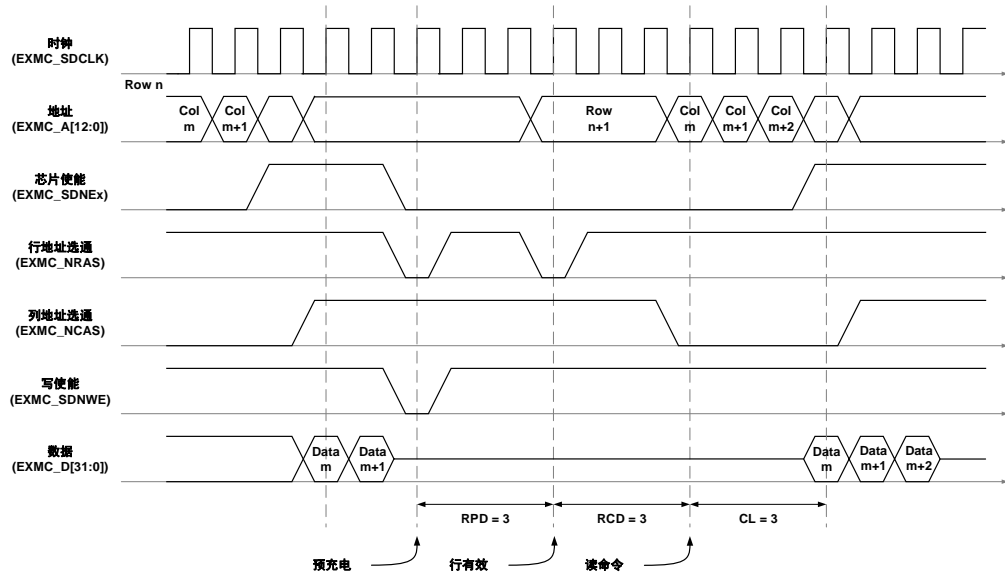 时钟
(EXMC_SDCLK)
Row n
地址
(EXMC_A[12:0])
Col
m
Col
m+1
Row
n+1
Col
m
Col
m+1
Col
m+2
芯片使能
(EXMC_SDNEx)
行地址选通
(EXMC_NRAS)
列地址选通
(EXMC_NCAS)
写使能
(EXMC_SDNWE)
数据
(EXMC_D[31:0])
Data
m
Data
m+1
Data
m
Data
m+1
Data
m+2
RPD = 3
RCD = 3
CL = 3
预充电
行有效
读命令